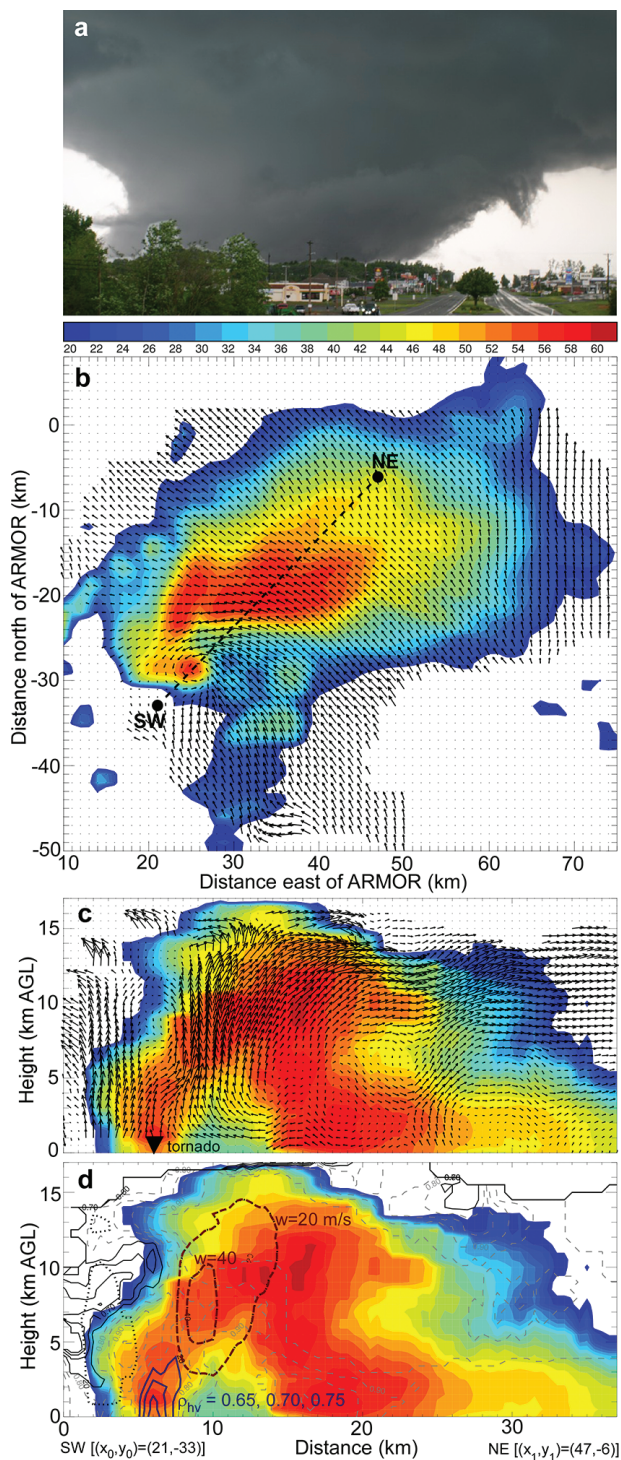 a
20 22 24 26 28 30 32 34 36 38 40 42 44 46 48 50 52 54 56 58 60
b
0
NE
-10
-20
-30
SW
-40
-50
10 20 30 40 50 60 70
Distance north of ARMOR (km)
Distance east of ARMOR (km)
c
15
10
5
0
Height (km AGL)
tornado
d
0.70
15
w=20 m/s
w=40
10
5
ρhv = 0.65, 0.70, 0.75
0
Height (km AGL)
0 10 20 30
SW [(x0,y0)=(21,-33)] Distance (km) NE [(x1,y1)=(47,-6)]